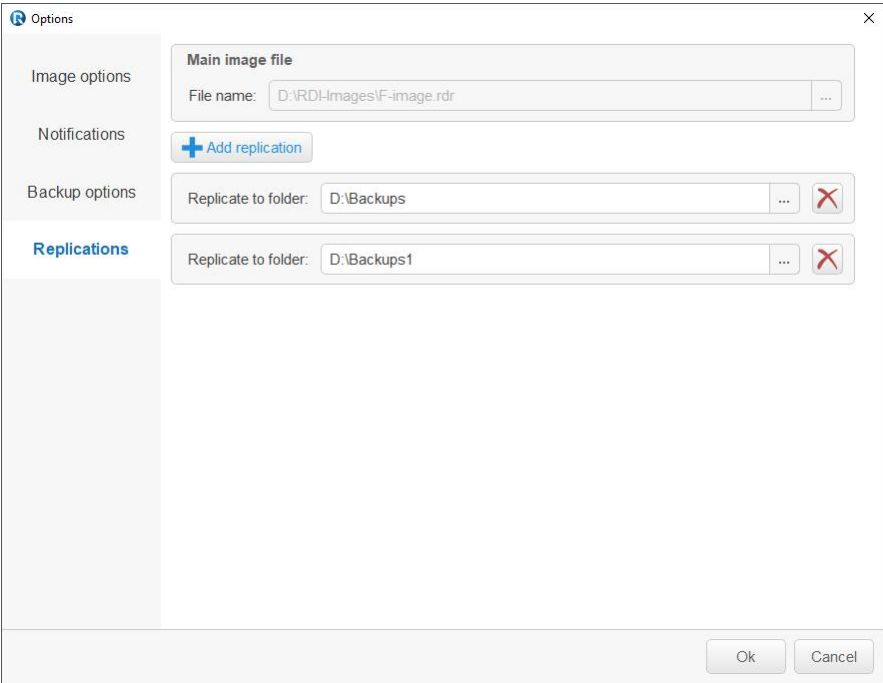 Options
Image options
Notifications
Backup options
Replications
Main image file
File name: D:\RDI-Images\F-image.rdr ...
Add replication
Replicate to folder: D:\Backups ...
Replicate to folder: D:\Backups1 ...
Ok Cancel